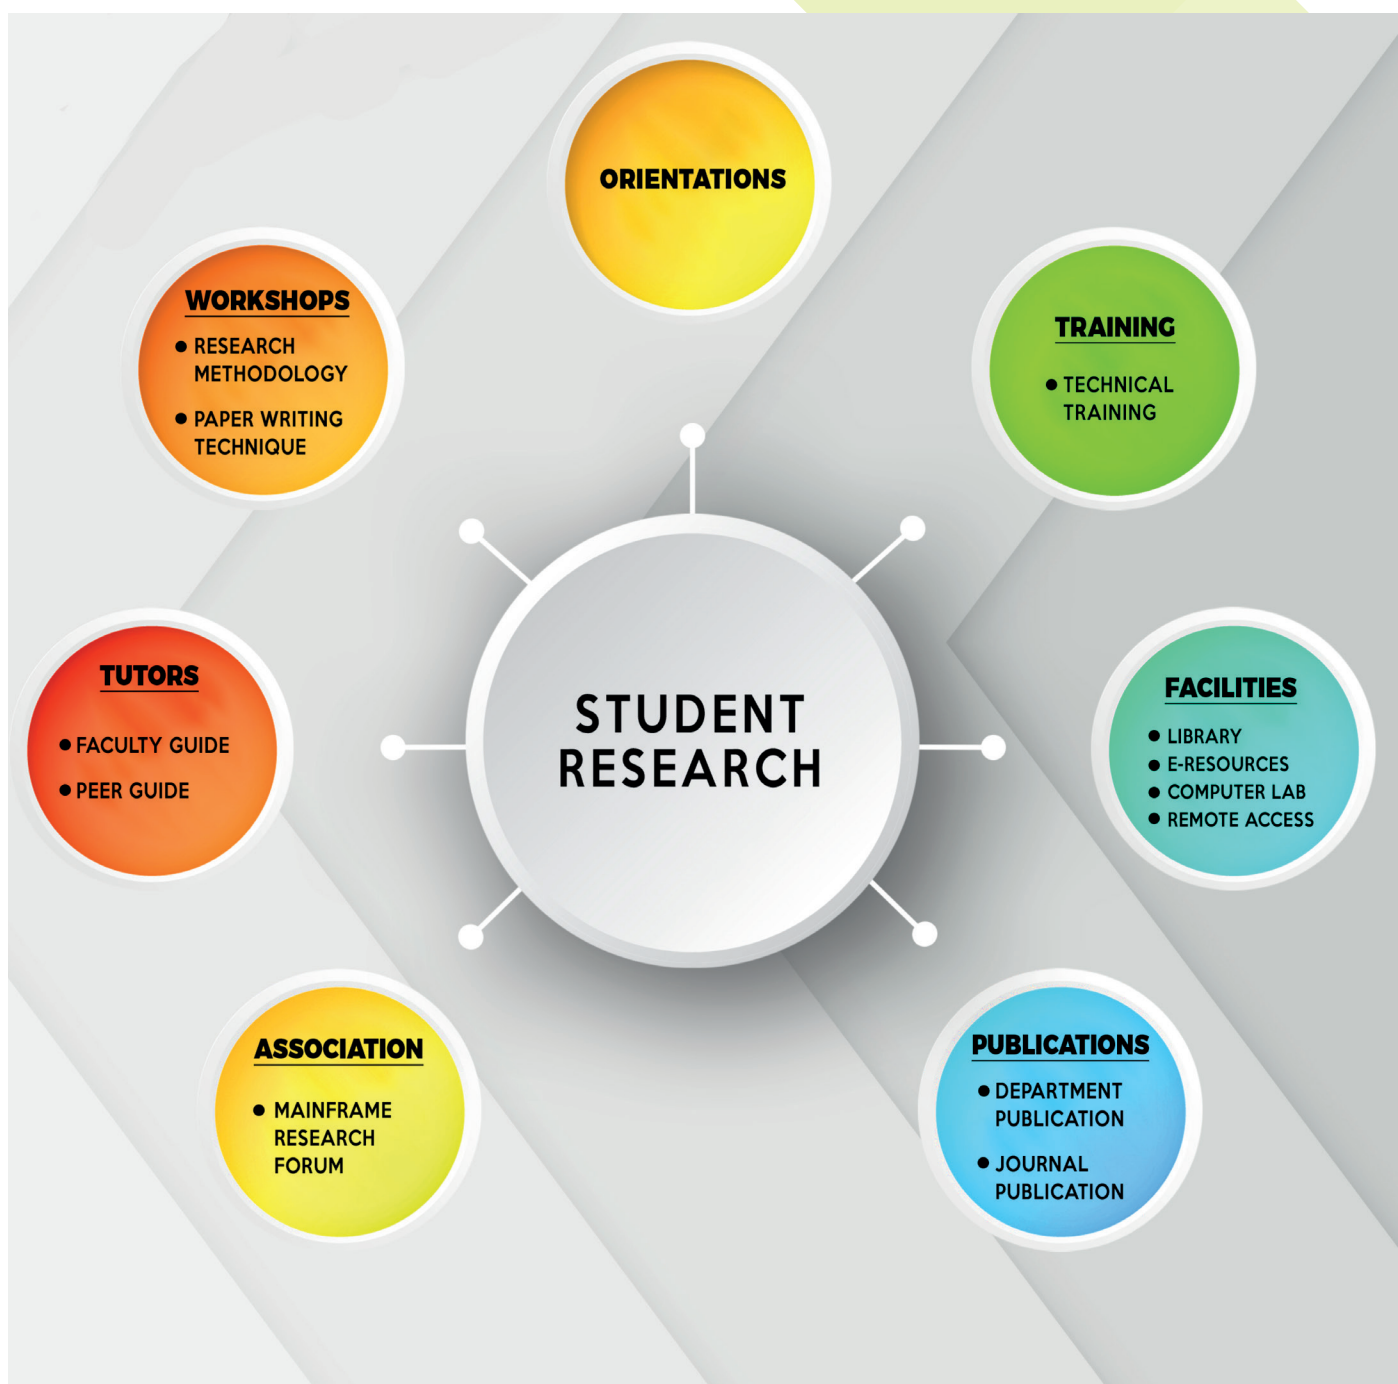 ORIENTATIONS
WORKSHOPS
● RESEARCH
METHODOLOGY
● PAPER WRITING
TECHNIQUE
TRAINING
● TECHNICAL
TRAINING
TUTORS
● FACULTY GUIDE
● PEER GUIDE
STUDENT
RESEARCH
FACILITIES
● LIBRARY
● E-RESOURCES
● COMPUTER LAB
● REMOTE ACCESS
ASSOCIATION
● MAINFRAME
RESEARCH
FORUM
PUBLICATIONS
● DEPARTMENT
PUBLICATION
● JOURNAL
PUBLICATION